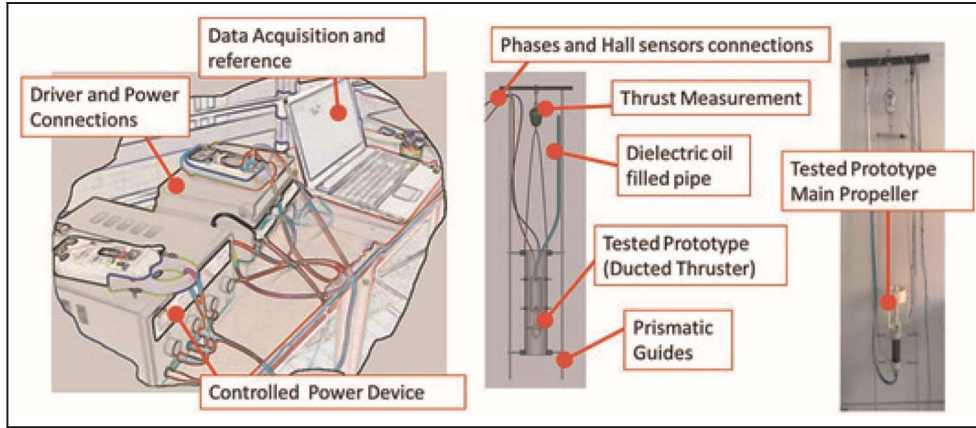 Data Acquisition and
reference
Driver and Power
Connections
Controlled Power Device
Phases and Hall sensors connections
Thrust Measurement
Dielectric oil
filled pipe
Tested Prototype
(Ducted Thruster)
Prismatic
Guides
Tested Prototype
Main Propeller